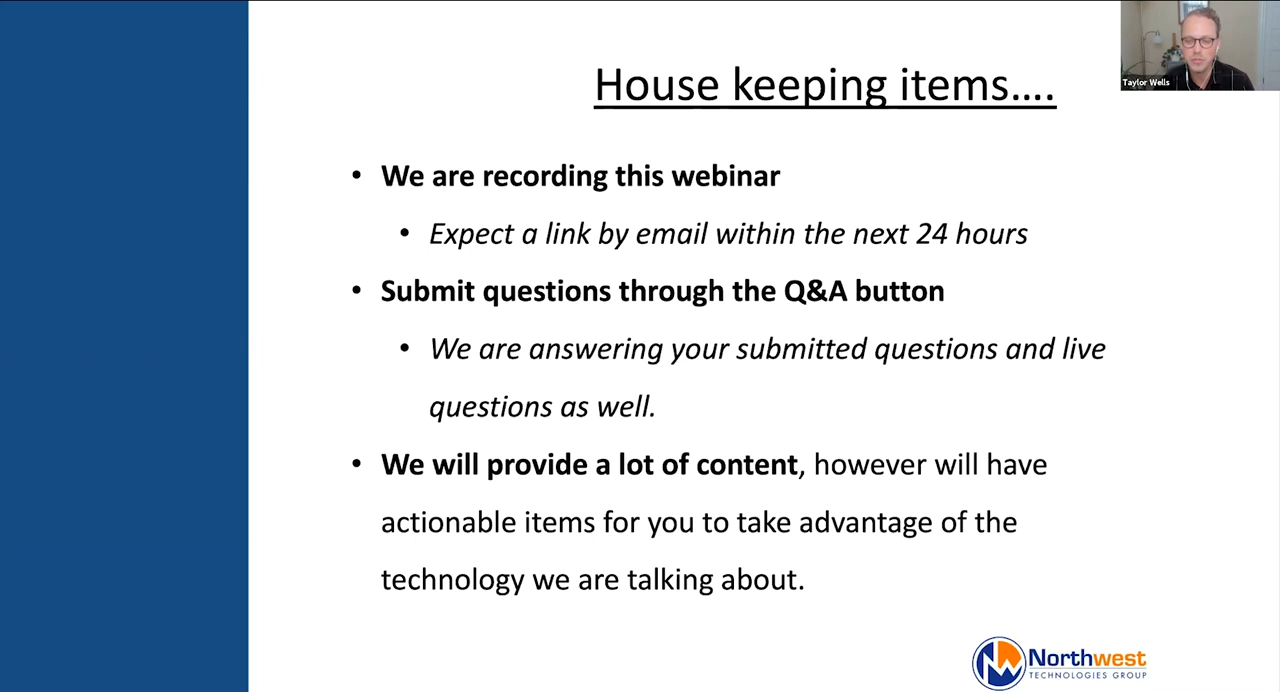 House keeping items....
Taylor Wells
• We are recording this webinar
• Expect a link by email within the next 24 hours
• Submit questions through the Q&A button
• We are answering your submitted questions and live
questions as well.
• We will provide a lot of content, however will have
actionable items for you to take advantage of the
technology we are talking about.
NW Northwest
TECHNOLOGIES GROUP